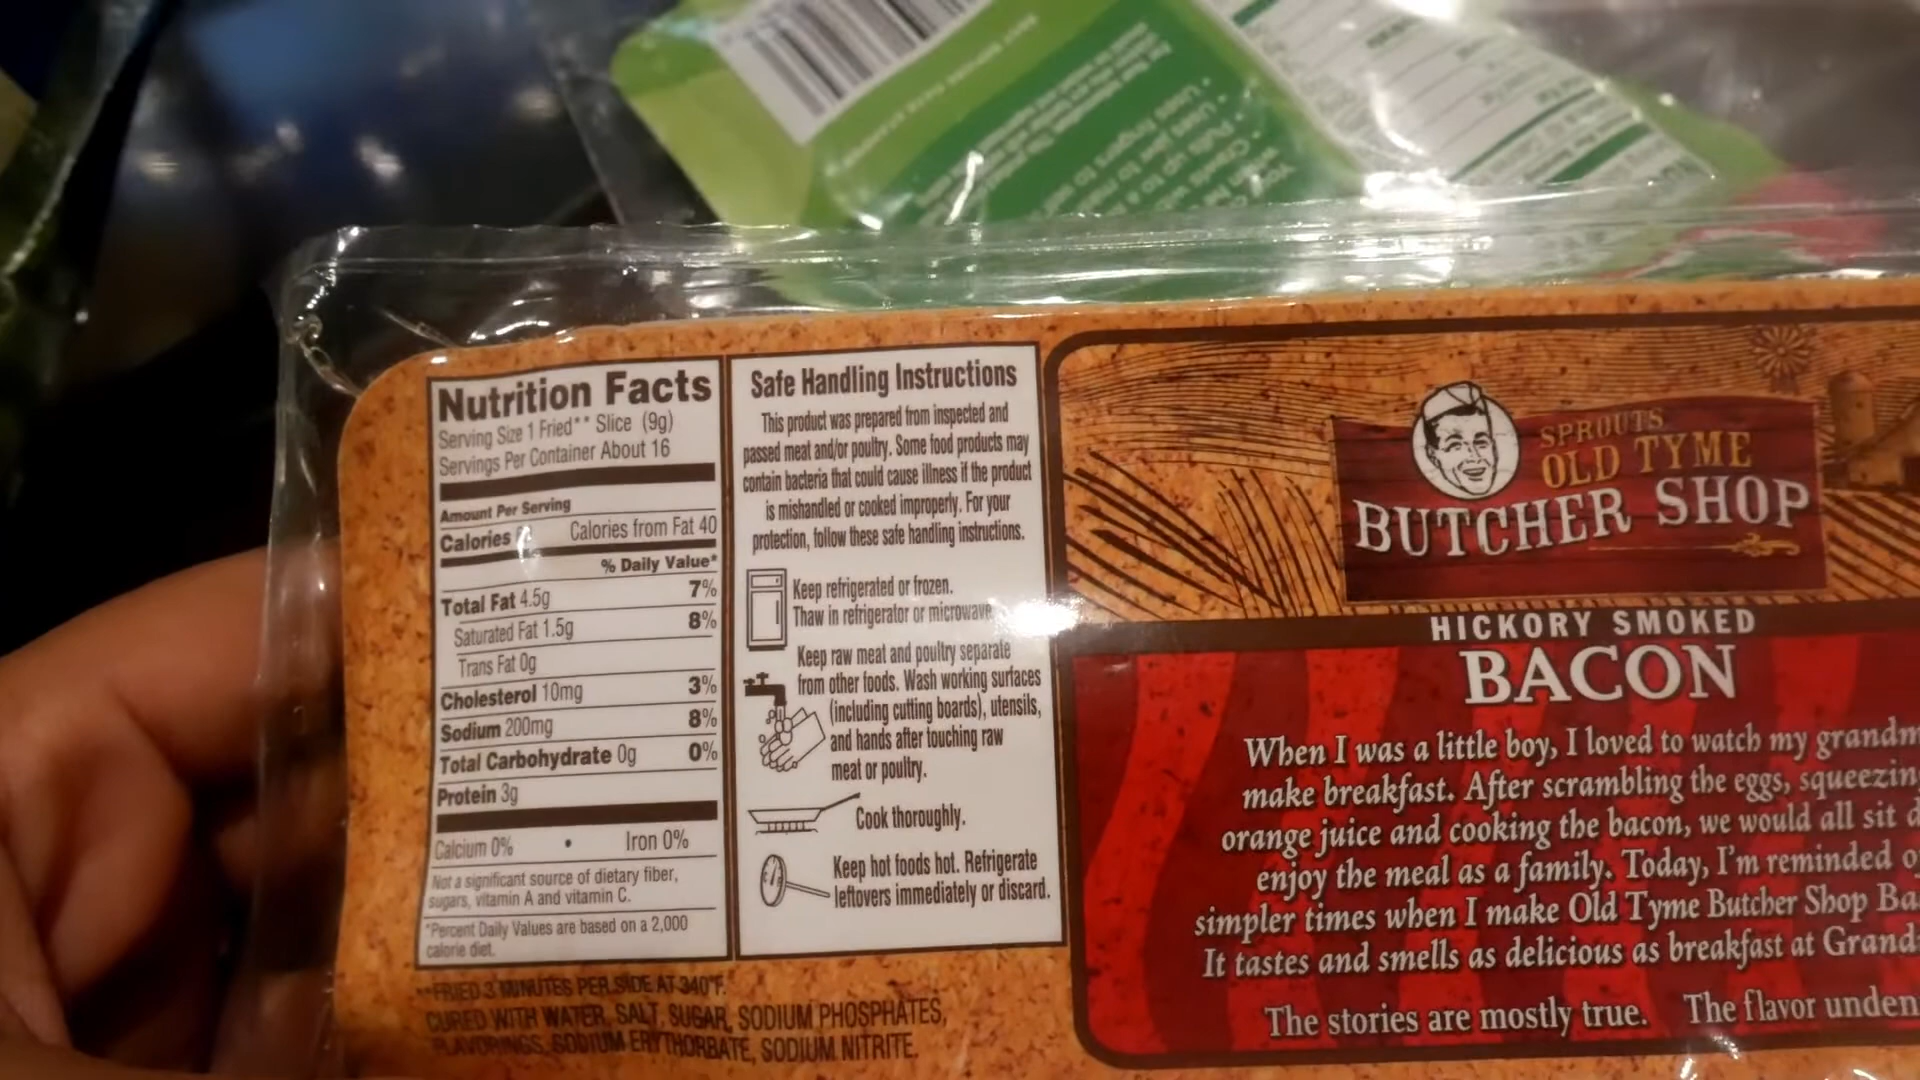 Nutrition Facts
Serving Size 1 Fried** Slice (9g)
Servings Per Container About 16
Amount Per Serving
Calories Calories from Fat 40
% Daily Value*
Total Fat 4.5g 7%
Saturated Fat 1.5g 8%
Trans Fat 0g
Cholesterol 10mg 3%
Sodium 200mg 8%
Total Carbohydrate 0g 0%
Protein 3g
Calcium 0% • Iron 0%
Not a significant source of dietary fiber,
sugars, vitamin A and vitamin C.
*Percent Daily Values are based on a 2,000
calorie diet.
**FRIED 3 MINUTES PER SIDE AT 340°F.
CURED WITH WATER, SALT, SUGAR, SODIUM PHOSPHATES,
FLAVORINGS, SODIUM ERYTHORBATE, SODIUM NITRITE.
Safe Handling Instructions
This product was prepared from inspected and
passed meat and/or poultry. Some food products may
contain bacteria that could cause illness if the product
is mishandled or cooked improperly. For your
protection, follow these safe handling instructions.
Keep refrigerated or frozen.
Thaw in refrigerator or microwave.
Keep raw meat and poultry separate
from other foods. Wash working surfaces
(including cutting boards), utensils,
and hands after touching raw
meat or poultry.
Cook thoroughly.
Keep hot foods hot. Refrigerate
leftovers immediately or discard.
SPROUTS
OLD TYME
BUTCHER SHOP
HICKORY SMOKED
BACON
When I was a little boy, I loved to watch my grandm
make breakfast. After scrambling the eggs, squeezin
orange juice and cooking the bacon, we would all sit d
enjoy the meal as a family. Today, I'm reminded o
simpler times when I make Old Tyme Butcher Shop Ba
It tastes and smells as delicious as breakfast at Grand
The stories are mostly true. The flavor unden